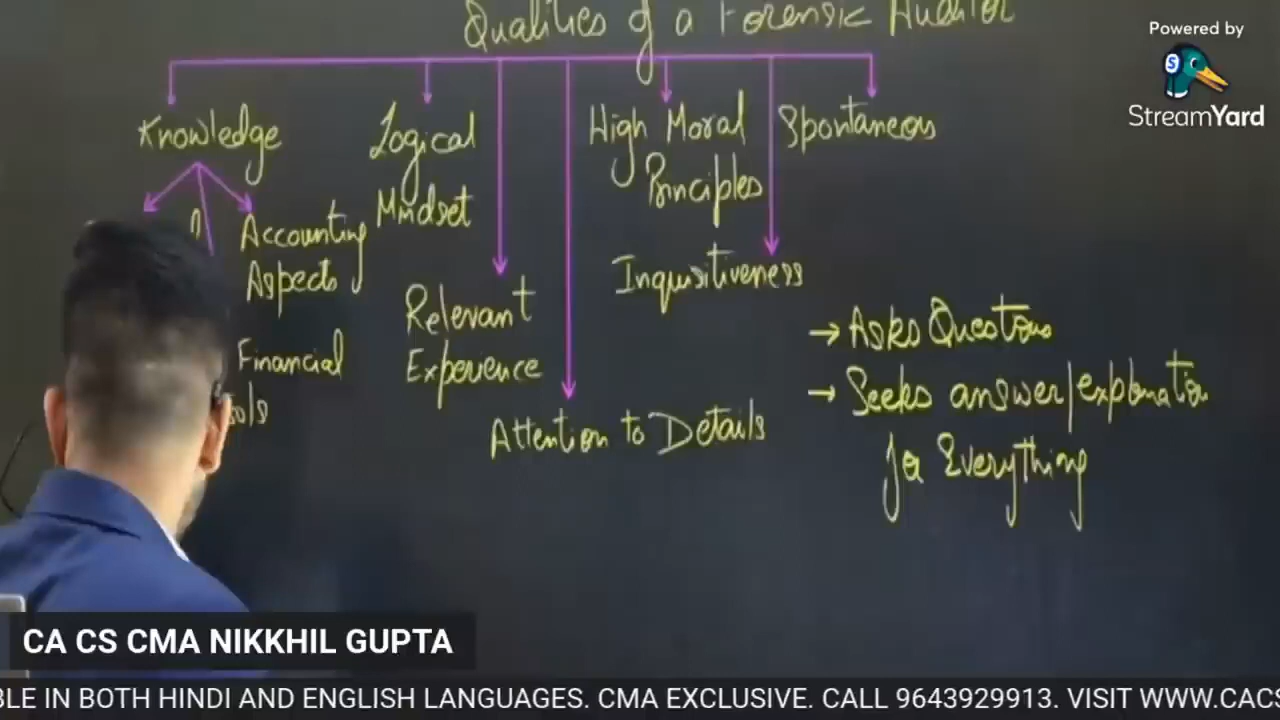 Qualities of a Forensic Auditor
Powered by
StreamYard
Knowledge
Logical
Mindset
High Moral
Principles
Spontaneous
Accounting
Aspects
Financial
Relevant
Experience
Inquisitiveness
Attention to Details
→ Asks Questions
→ Seeks answer/explanation
for Everything
CA CS CMA NIKKHIL GUPTA
BLE IN BOTH HINDI AND ENGLISH LANGUAGES. CMA EXCLUSIVE. CALL 9643929913. VISIT WWW.CACS